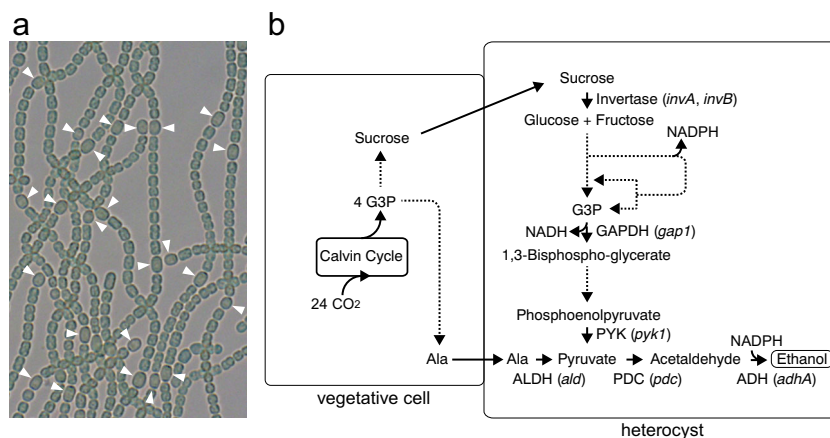 a
b
Sucrose
Invertase (invA, invB)
Glucose + Fructose
NADPH
Sucrose
4 G3P
G3P
NADH
GAPDH (gap1)
Calvin Cycle
1,3-Bisphospho-glycerate
24 CO2
Phosphoenolpyruvate
PYK (pyk1)
NADPH
Ala
Ala
Pyruvate
Acetaldehyde
Ethanol
ALDH (ald)
PDC (pdc)
ADH (adhA)
vegetative cell
heterocyst